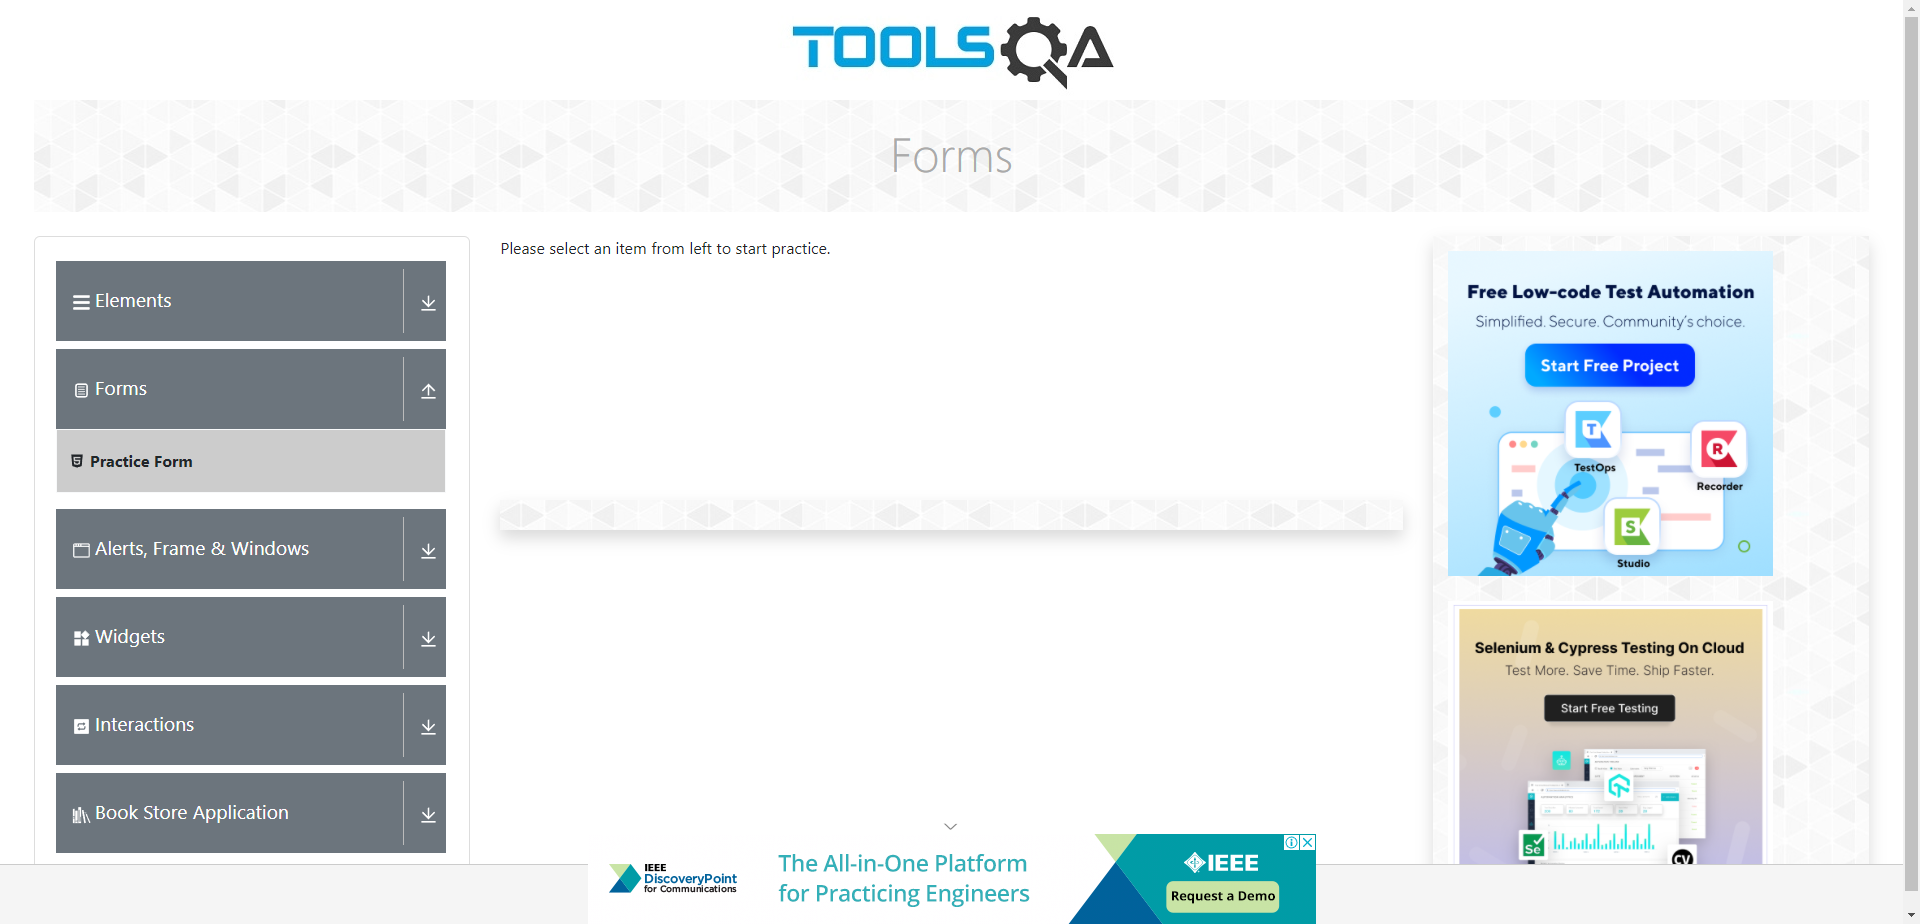 TOOLSQA
Forms
Elements
Forms
Practice Form
Alerts, Frame & Windows
Widgets
Interactions
Book Store Application
Please select an item from left to start practice.
Free Low-code Test Automation
Simplified. Secure. Community's choice.
Start Free Project
T
TestOps
R
Recorder
S
Studio
Selenium & Cypress Testing On Cloud
Test More. Save Time. Ship Faster.
Start Free Testing
Se
CV
IEEE
DiscoveryPoint
for Communications
The All-in-One Platform
for Practicing Engineers
IEEE
Request a Demo